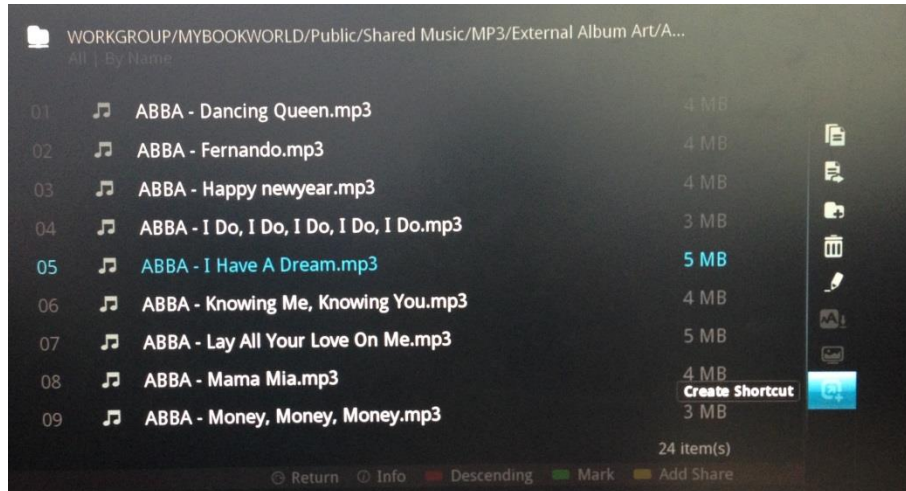 WORKGROUP/MYBOOKWORLD/Public/Shared Music/MP3/External Album Art/A...
All | By Name
01 ABBA - Dancing Queen.mp3 4 MB
02 ABBA - Fernando.mp3 4 MB
03 ABBA - Happy newyear.mp3 4 MB
04 ABBA - I Do, I Do, I Do, I Do, I Do.mp3 3 MB
05 ABBA - I Have A Dream.mp3 5 MB
06 ABBA - Knowing Me, Knowing You.mp3 4 MB
07 ABBA - Lay All Your Love On Me.mp3 5 MB
08 ABBA - Mama Mia.mp3 4 MB
Create Shortcut
09 ABBA - Money, Money, Money.mp3 3 MB
24 item(s)
Return Info Descending Mark Add Share